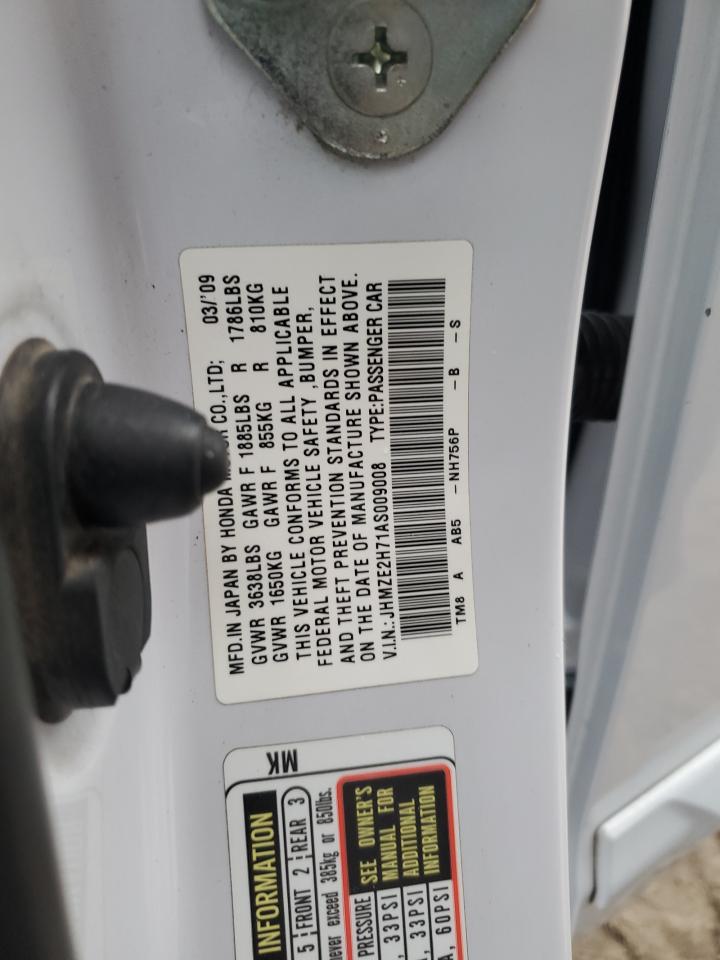 MFD.IN JAPAN BY HONDA CO.,LTD; 03/'09
GVWR 3638LBS GAWR F 1885LBS R 1786LBS
GVWR 1650KG GAWR F 855KG R 810KG
THIS VEHICLE CONFORMS TO ALL APPLICABLE
FEDERAL MOTOR VEHICLE SAFETY ,BUMPER,
AND THEFT PREVENTION STANDARDS IN EFFECT
ON THE DATE OF MANUFACTURE SHOWN ABOVE.
V.I.N.:JHMZE2H71AS009008 TYPE:PASSENGER CAR
TM8 A AB5 -NH756P -B -S
MK
INFORMATION
5 FRONT 2 REAR 3
never exceed 385kg or 850lbs.
PRESSURE SEE OWNER'S
MANUAL FOR
ADDITIONAL
INFORMATION
, 33PSI
, 33PSI
A, 60PSI